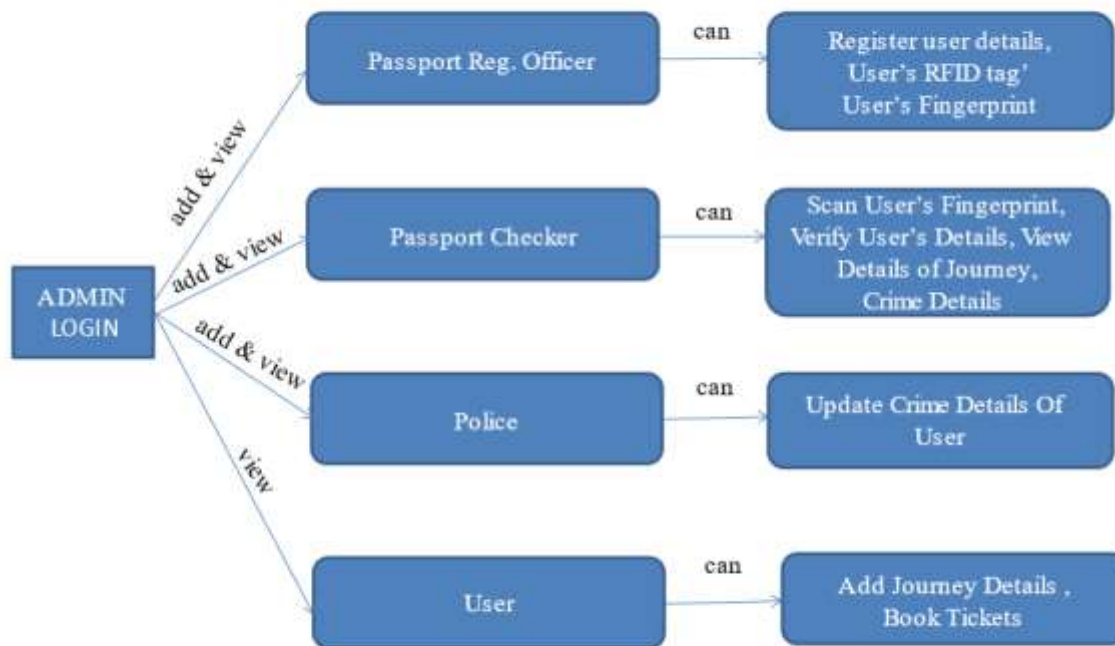 can
Passport Reg. Officer
Register user details,
User's RFID tag'
User's Fingerprint
add & view
can
Passport Checker
Scan User's Fingerprint,
Verify User's Details, View
Details of Journey,
Crime Details
add & view
ADMIN
LOGIN
add & view
can
Police
Update Crime Details Of
User
view
can
User
Add Journey Details ,
Book Tickets